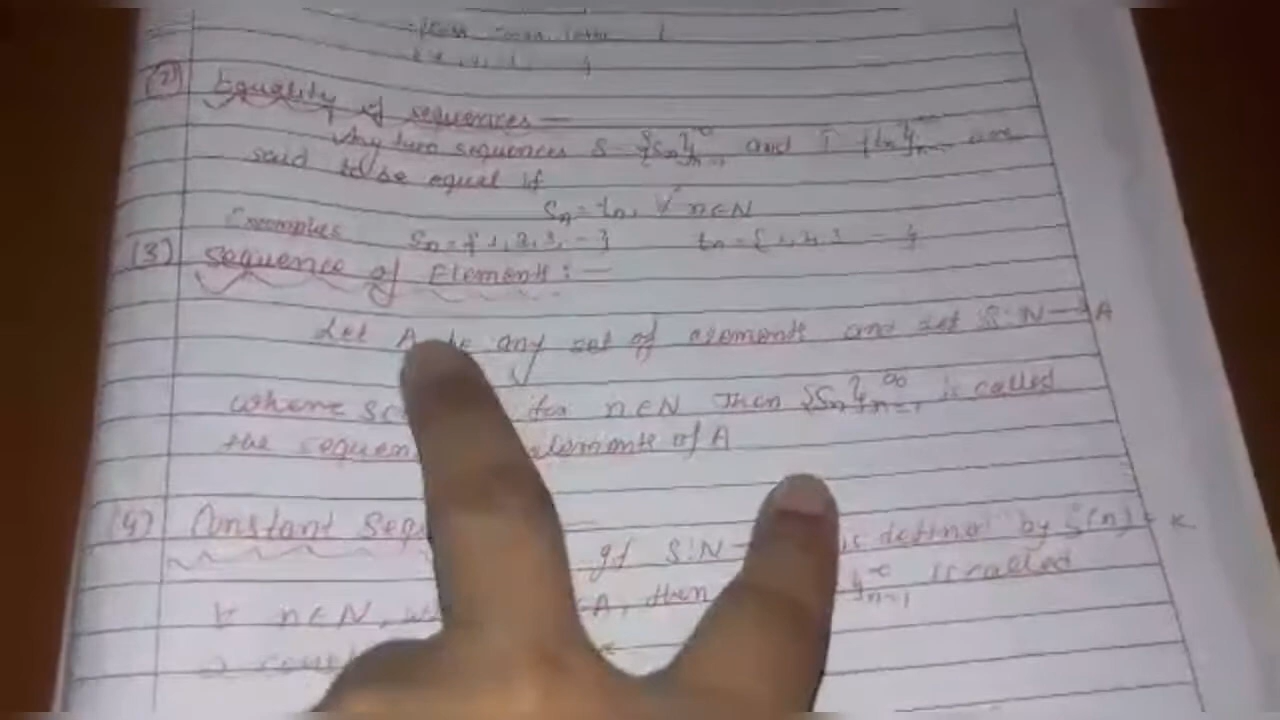 (2) Equality of sequences —
Any two sequences S {Sn}∞n=1 and T {tn}∞n=1 are
said to be equal if
Sn = tn, ∀ n∈N
Examples Sn = {1, 2, 3, - } tn = {1, 2, 3 - - }
(3) Sequence of Element : —
Let A be any set of elements and let S:N→A
where for n∈N Then {Sn}∞n=1 is called
the elements of A
(4) Constant
If S:N→ is defined by S(n) = K
∀ n∈N, A, then }∞n=1 is called
a